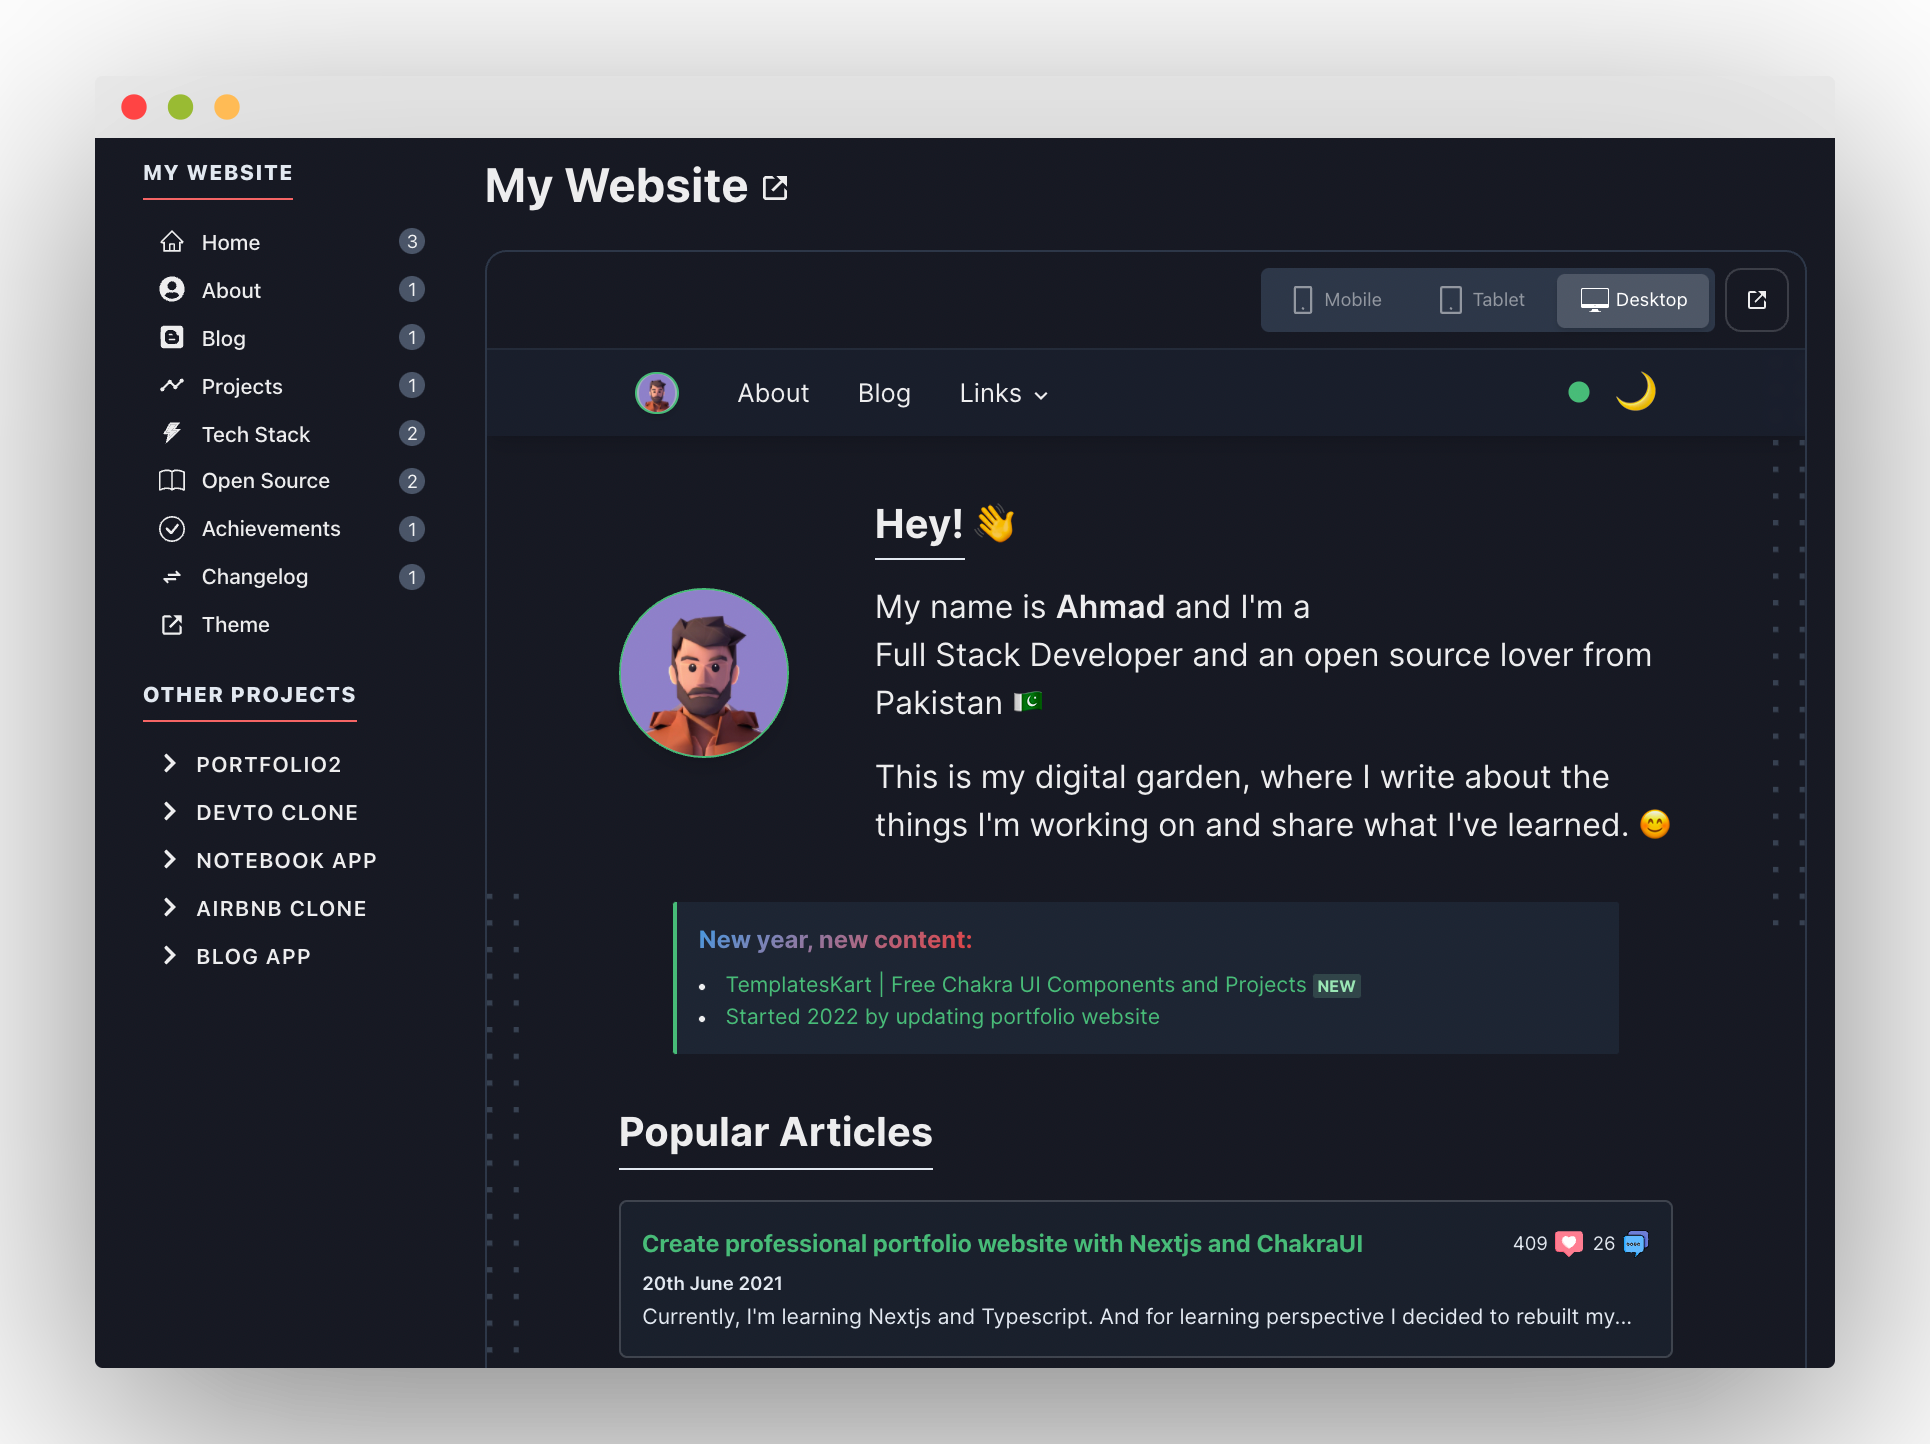 MY WEBSITE
Home 3
About 1
Blog 1
Projects 1
Tech Stack 2
Open Source 2
Achievements 1
Changelog 1
Theme
OTHER PROJECTS
PORTFOLIO2
DEVTO CLONE
NOTEBOOK APP
AIRBNB CLONE
BLOG APP
My Website
Mobile Tablet Desktop
About Blog Links
Hey! 👋
My name is Ahmad and I'm a
Full Stack Developer and an open source lover from
Pakistan 🇵🇰
This is my digital garden, where I write about the
things I'm working on and share what I've learned. 😊
New year, new content:
• TemplatesKart | Free Chakra UI Components and Projects NEW
• Started 2022 by updating portfolio website
Popular Articles
Create professional portfolio website with Nextjs and ChakraUI 409 26
20th June 2021
Currently, I'm learning Nextjs and Typescript. And for learning perspective I decided to rebuilt my...